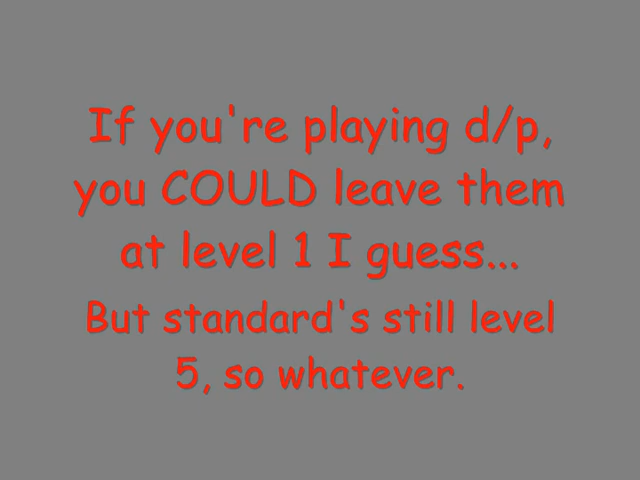 If you're playing d/p,
you COULD leave them
at level 1 I guess...
But standard's still level
5, so whatever.